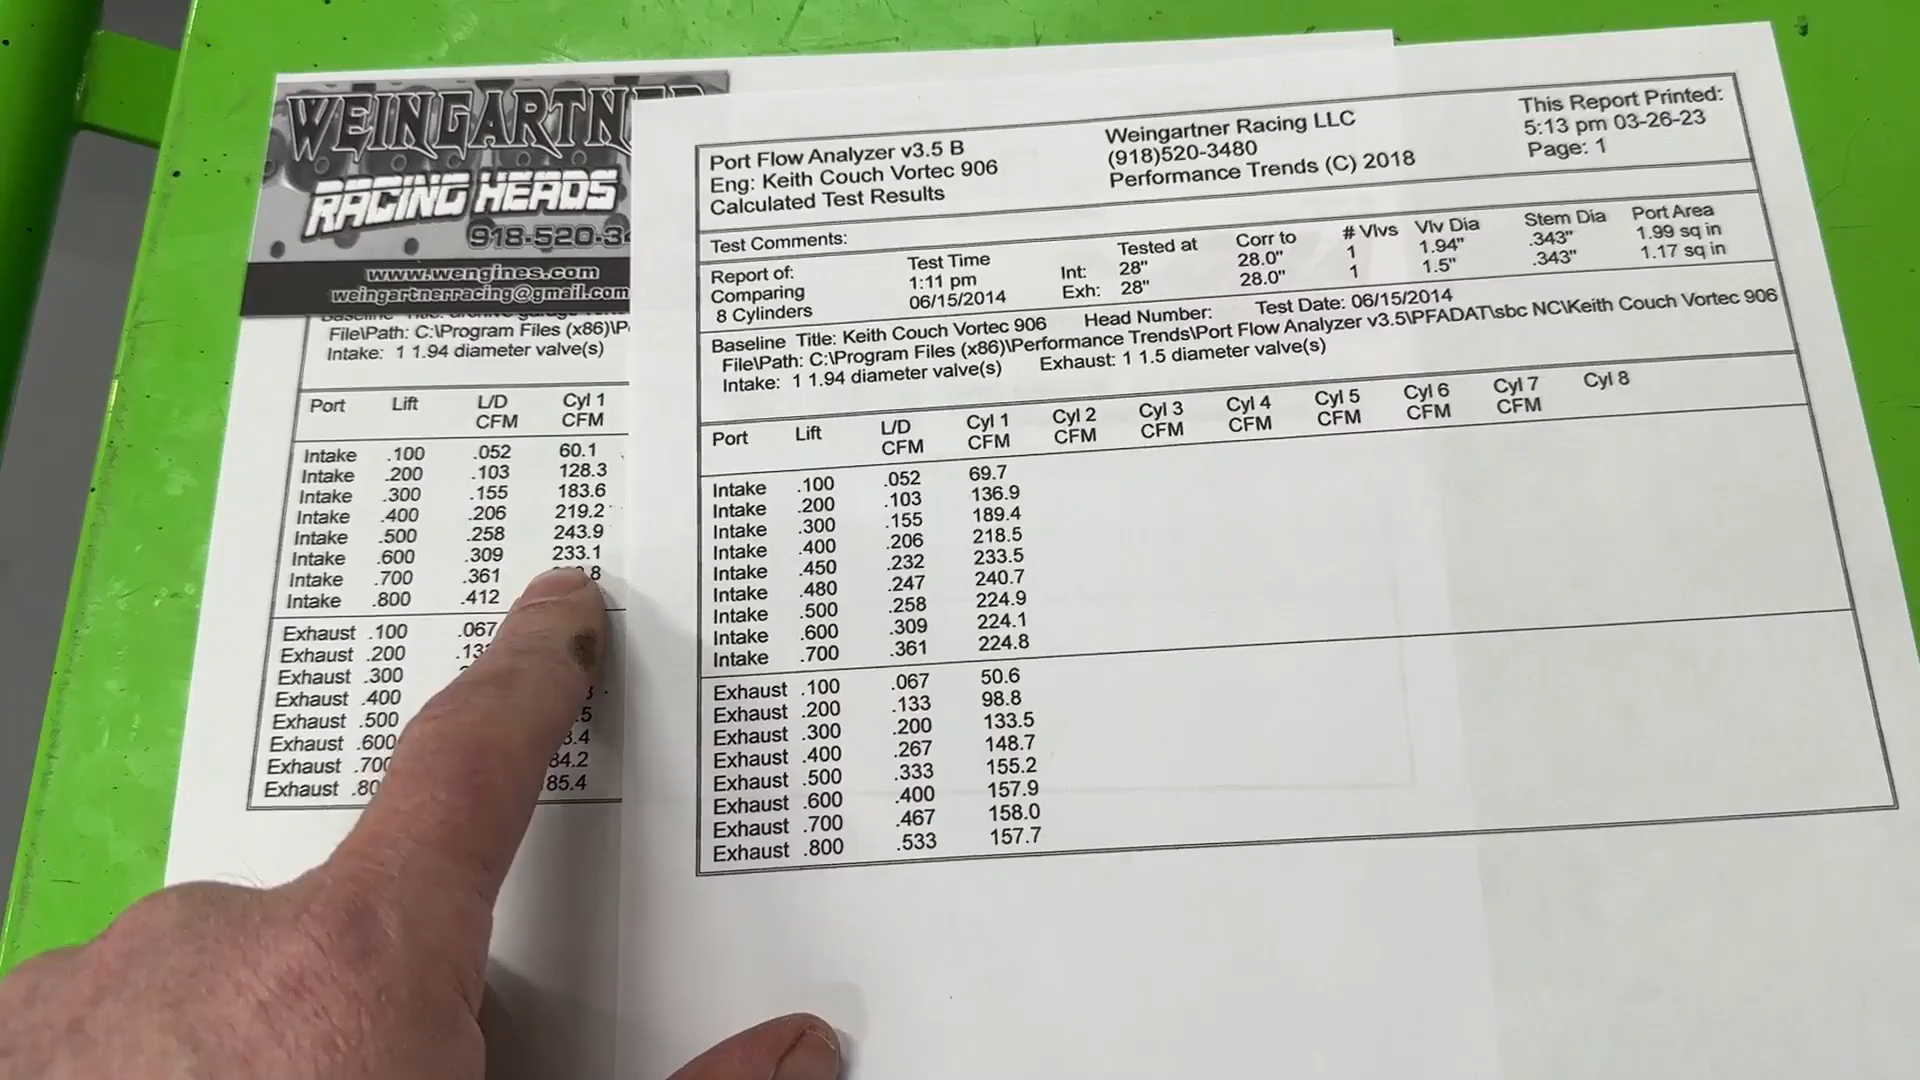 WEINGARTN
RACING HEADS
918-520-3
www.wengines.com
weingartnerracing@gmail.com
File\Path: C:\Program Files (x86)\P
Intake: 1 1.94 diameter valve(s)
Port Lift L/D CFM Cyl 1 CFM
Intake .100 .052 60.1
Intake .200 .103 128.3
Intake .300 .155 183.6
Intake .400 .206 219.2
Intake .500 .258 243.9
Intake .600 .309 233.1
Intake .700 .361 8
Intake .800 .412
Exhaust .100 .067
Exhaust .200 .13
Exhaust .300
Exhaust .400
Exhaust .500 .5
Exhaust .600 3.4
Exhaust .700 84.2
Exhaust .80 85.4
Port Flow Analyzer v3.5 B
Eng: Keith Couch Vortec 906
Calculated Test Results
Weingartner Racing LLC
(918)520-3480
Performance Trends (C) 2018
This Report Printed:
5:13 pm 03-26-23
Page: 1
Test Comments:
Report of:
Comparing
8 Cylinders
Test Time
1:11 pm
06/15/2014
Tested at Corr to # Vlvs Vlv Dia Stem Dia Port Area
Int: 28" 28.0" 1 1.94" .343" 1.99 sq in
Exh: 28" 28.0" 1 1.5" .343" 1.17 sq in
Baseline Title: Keith Couch Vortec 906 Head Number: Test Date: 06/15/2014
File\Path: C:\Program Files (x86)\Performance Trends\Port Flow Analyzer v3.5\PFADAT\sbc NC\Keith Couch Vortec 906
Intake: 1 1.94 diameter valve(s) Exhaust: 1 1.5 diameter valve(s)
Port Lift L/D CFM Cyl 1 CFM Cyl 2 CFM Cyl 3 CFM Cyl 4 CFM Cyl 5 CFM Cyl 6 CFM Cyl 7 CFM Cyl 8
Intake .100 .052 69.7
Intake .200 .103 136.9
Intake .300 .155 189.4
Intake .400 .206 218.5
Intake .450 .232 233.5
Intake .480 .247 240.7
Intake .500 .258 224.9
Intake .600 .309 224.1
Intake .700 .361 224.8
Exhaust .100 .067 50.6
Exhaust .200 .133 98.8
Exhaust .300 .200 133.5
Exhaust .400 .267 148.7
Exhaust .500 .333 155.2
Exhaust .600 .400 157.9
Exhaust .700 .467 158.0
Exhaust .800 .533 157.7